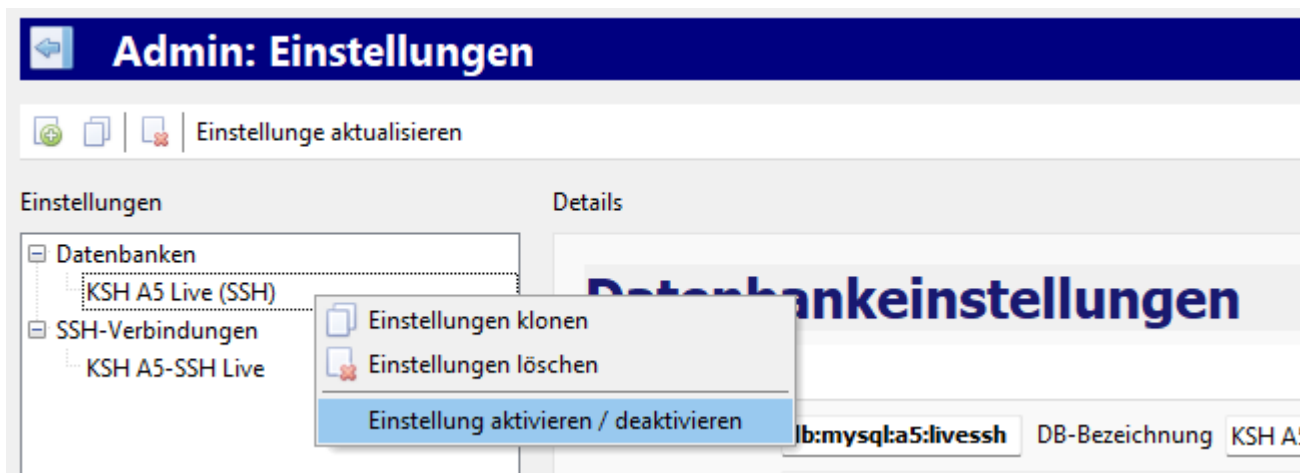 Admin: Einstellungen
Einstellunge aktualisieren
Einstellungen
Details
Datenbanken
KSH A5 Live (SSH)
SSH-Verbindungen
KSH A5-SSH Live
Einstellungen klonen
Einstellungen löschen
Einstellung aktivieren / deaktivieren
Datenbankeinstellungen
lb:mysql:a5:livessh DB-Bezeichnung KSH A5